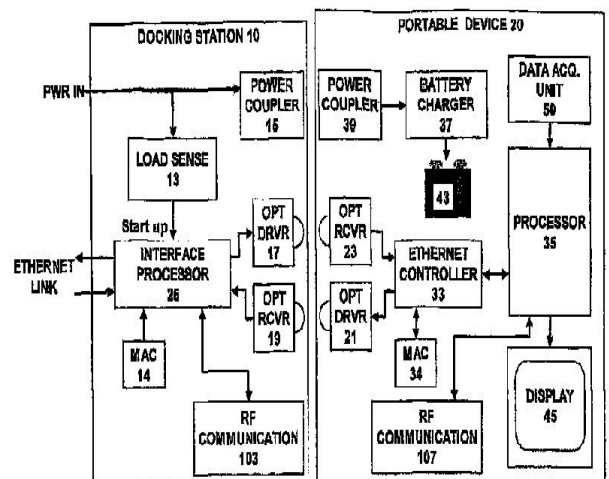 DOCKING STATION 10
PWR IN
POWER
COUPLER
15
LOAD SENSE
13
Start up
OPT
DRVR
17
ETHERNET
LINK
INTERFACE
PROCESSOR
25
OPT
RCVR
19
MAC
14
RF
COMMUNICATION
103
PORTABLE DEVICE 20
POWER
COUPLER
39
BATTERY
CHARGER
37
DATA ACQ.
UNIT
50
43
OPT
RCVR
23
ETHERNET
CONTROLLER
33
PROCESSOR
35
OPT
DRVR
21
MAC
34
RF
COMMUNICATION
107
DISPLAY
45